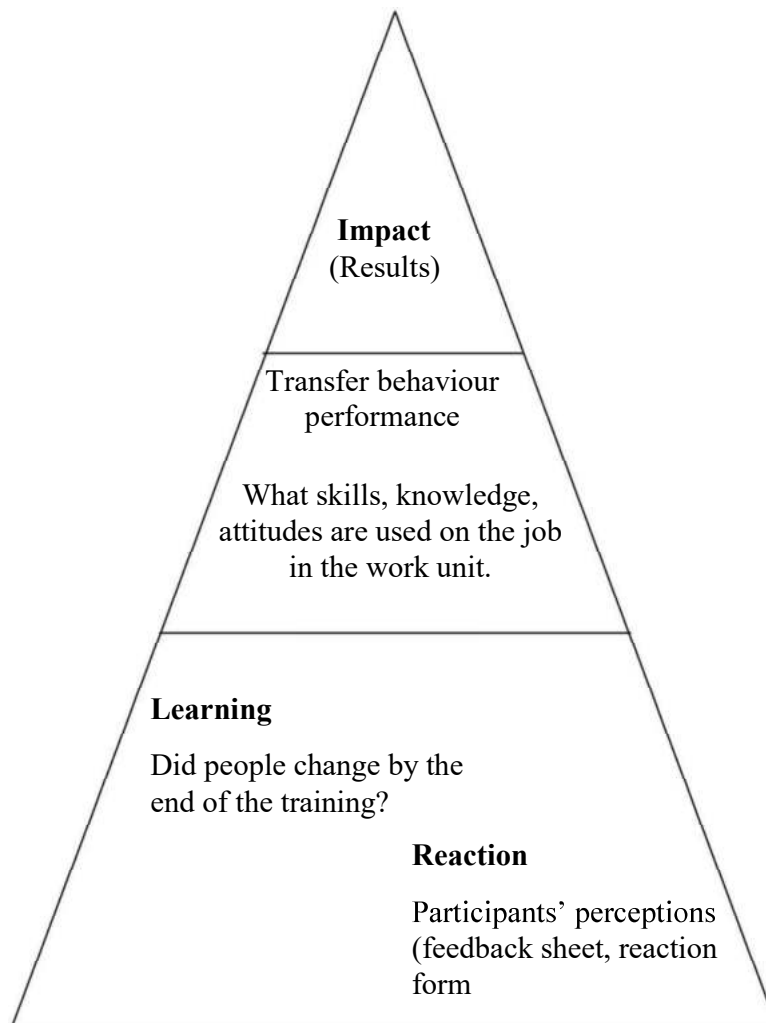 Impact
(Results)
Transfer behaviour
performance
What skills, knowledge,
attitudes are used on the job
in the work unit.
Learning
Did people change by the
end of the training?
Reaction
Participants’ perceptions
(feedback sheet, reaction
form